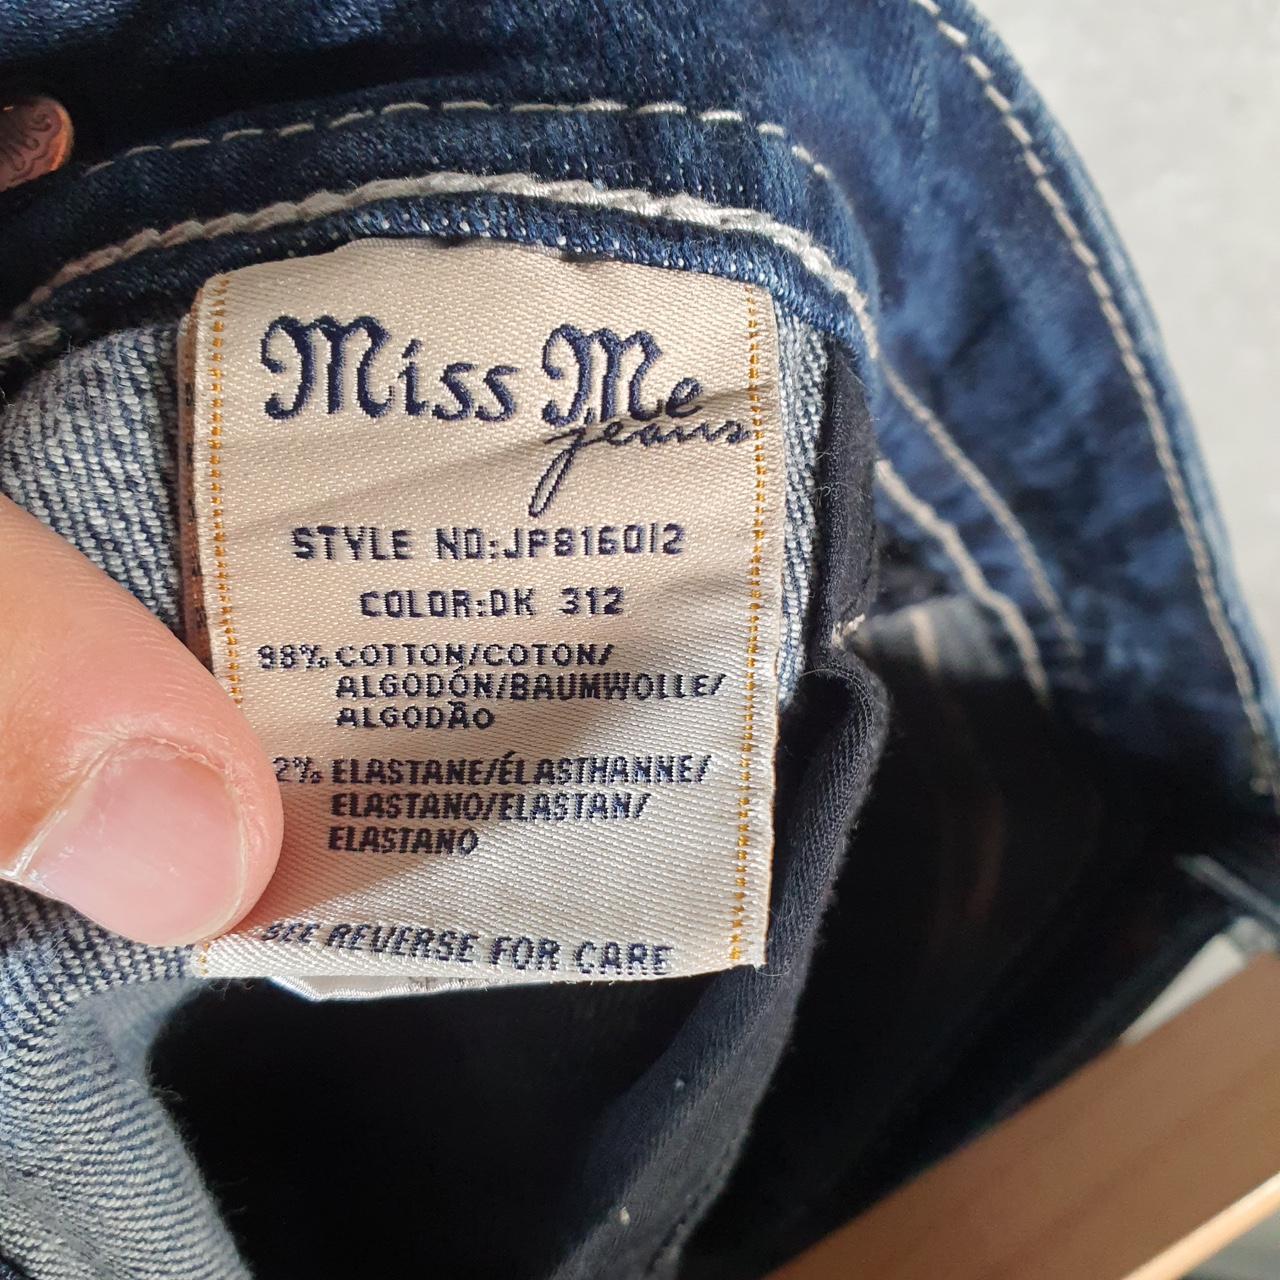 Miss Me
jeans
STYLE NO:JP816012
COLOR:DK 312
98% COTTON/COTON/
ALGODÓN/BAUMWOLLE/
ALGODÃO
2% ELASTANE/ÉLASTHANNE/
ELASTANO/ELASTAN/
ELASTANO
SEE REVERSE FOR CARE